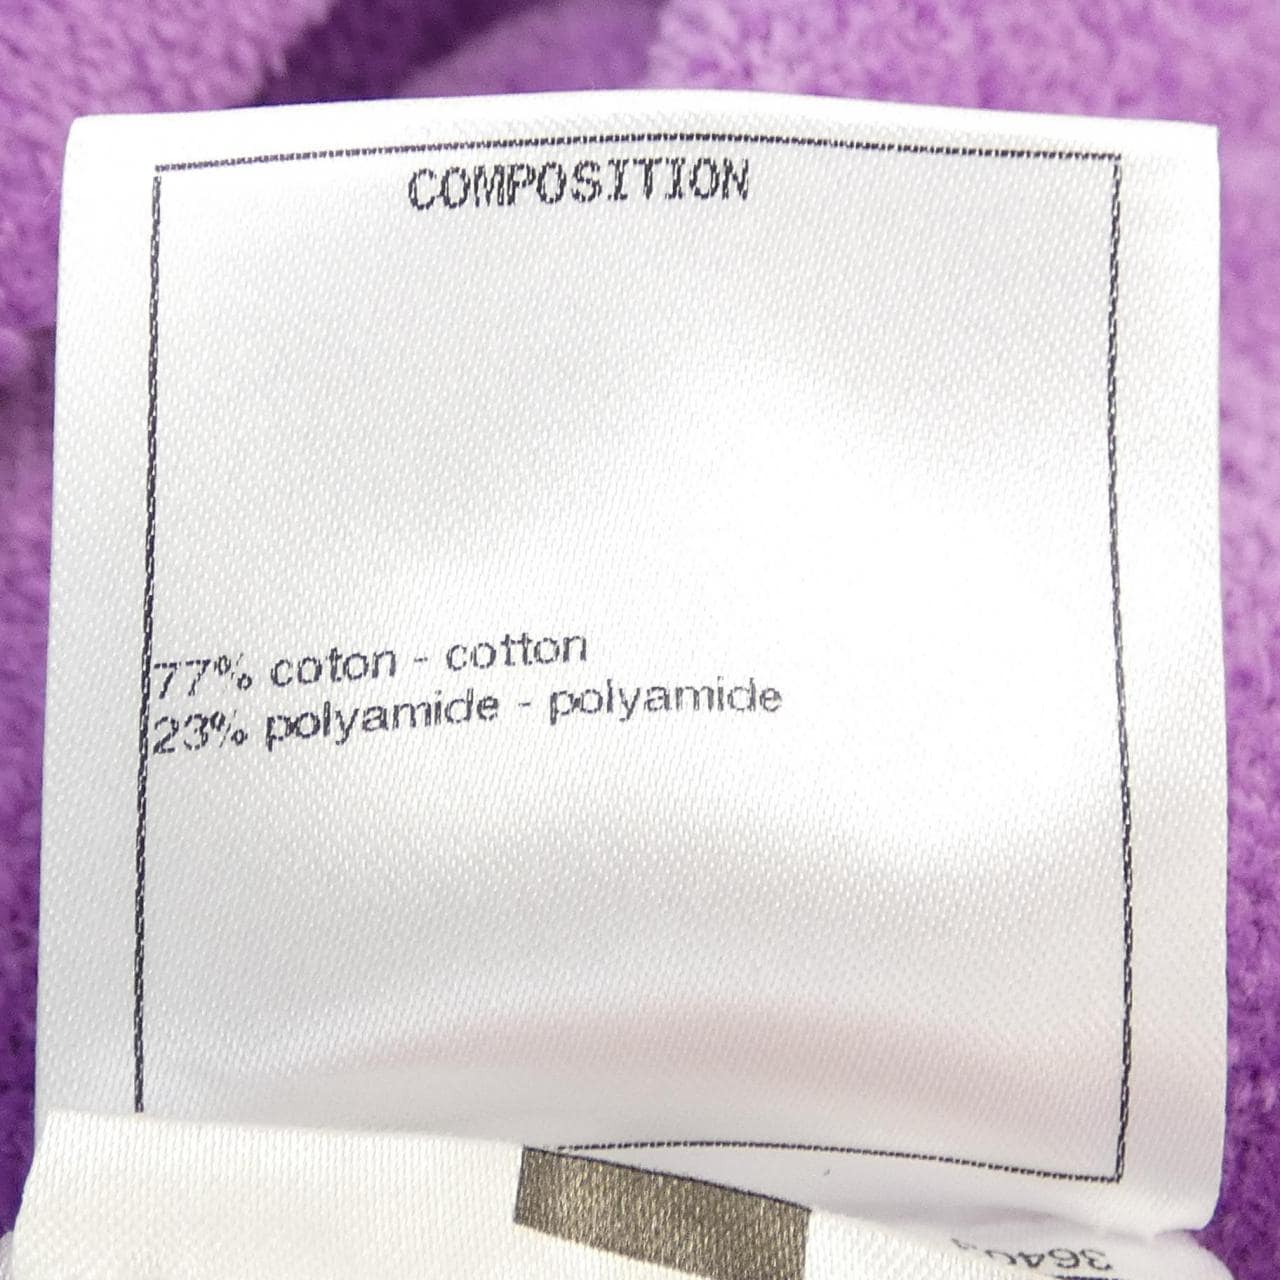 COMPOSITION
77% coton - cotton
23% polyamide - polyamide